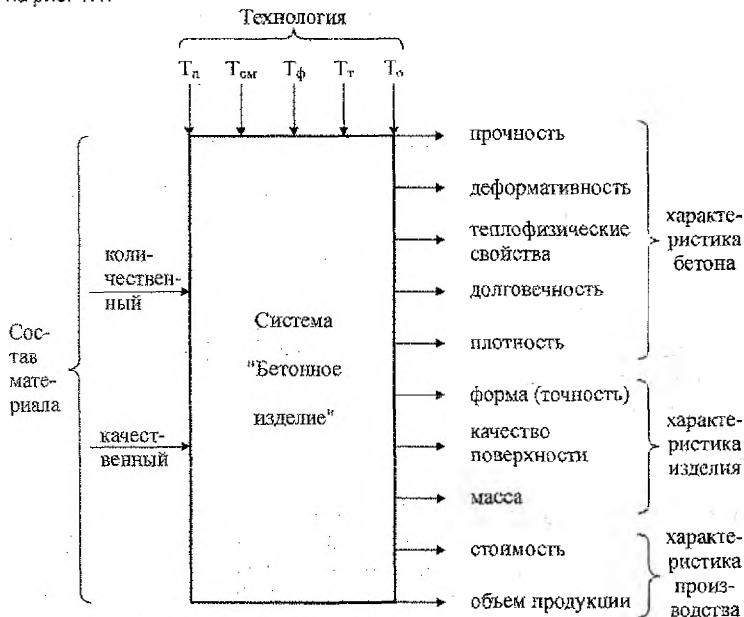 Технология
Тп Тсм Тф Тт То
прочность
деформативность
теплофизические
свойства
долговечность
плотность
форма (точность)
качество
поверхности
масса
стоимость
объем продукции
характе-
ристика
бетона
характе-
ристика
изделия
характе-
ристика
произ-
водства
коли-
чествен-
ный
качест-
венный
Сос-
тав
мате-
риала
Система
"Бетонное
изделие"